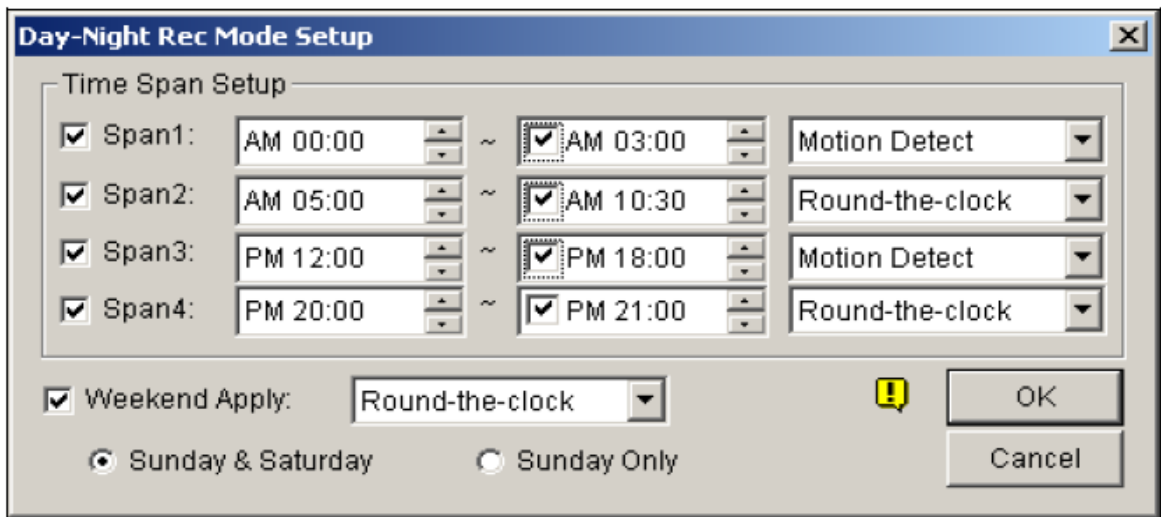 Day-Night Rec Mode Setup
Time Span Setup
Span1: AM 00:00 ~ AM 03:00 Motion Detect
Span2: AM 05:00 ~ AM 10:30 Round-the-clock
Span3: PM 12:00 ~ PM 18:00 Motion Detect
Span4: PM 20:00 ~ PM 21:00 Round-the-clock
Weekend Apply: Round-the-clock ! OK
Sunday & Saturday Sunday Only Cancel